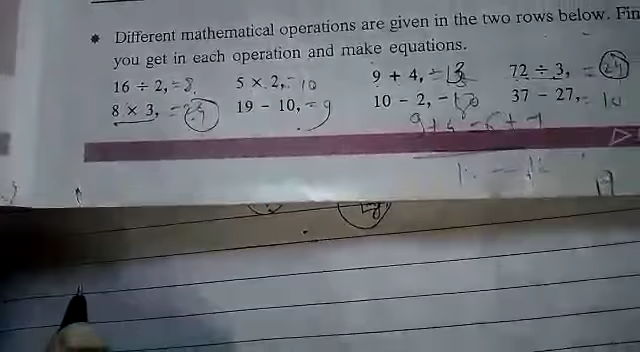 * Different mathematical operations are given in the two rows below. Fin
you get in each operation and make equations.
16 ÷ 2, = 8 5 × 2, = 10 9 + 4, = 13 72 ÷ 3, = 24
8 × 3, = 24 19 - 10, = 9 10 - 2, 37 - 27, = 10